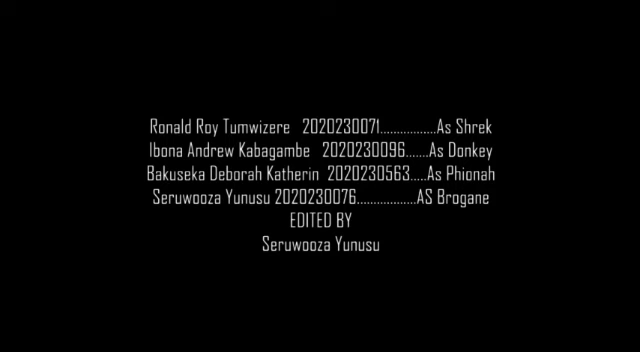 Ronald Roy Tumwizere 2020230071.................As Shrek
Ibona Andrew Kabagambe 2020230096.......As Donkey
Bakuseka Deborah Katherin 2020230563.....As Phionah
Seruwooza Yunusu 2020230076..................AS Brogane
EDITED BY
Seruwooza Yunusu